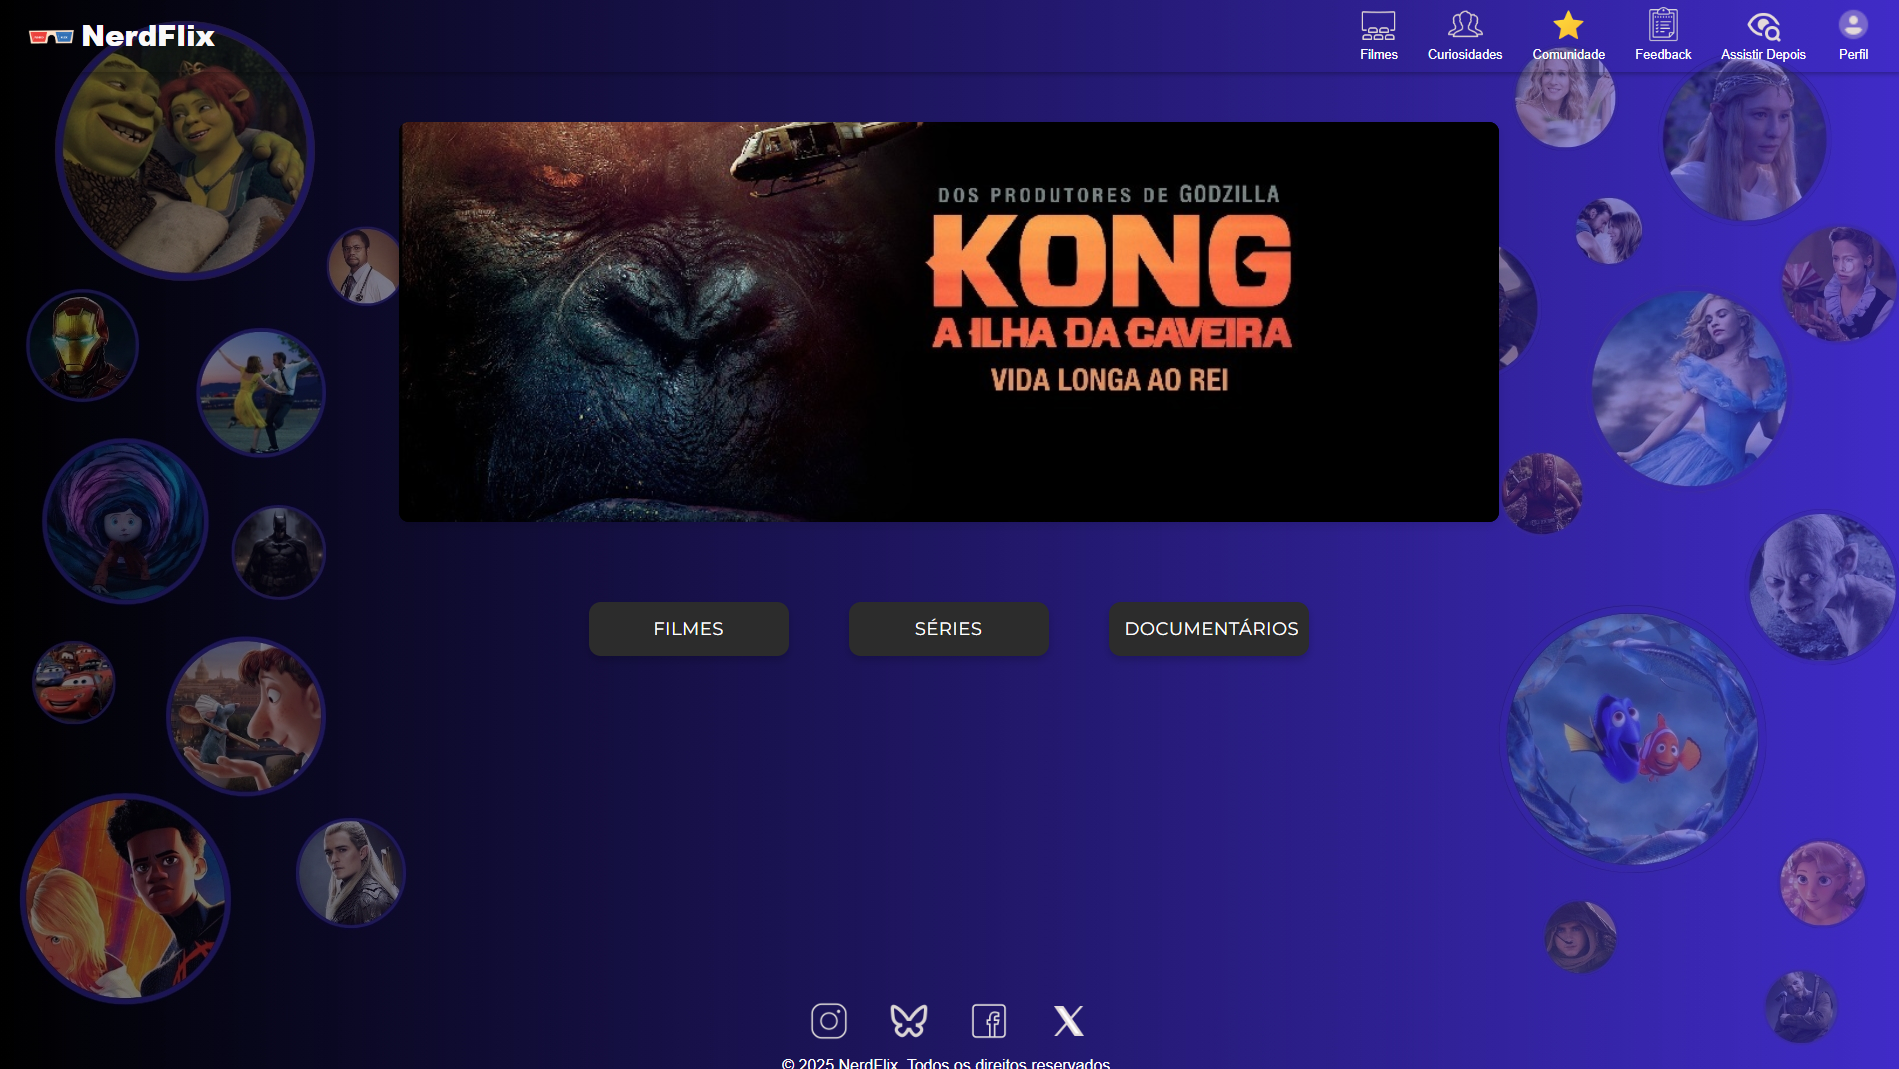 NerdFlix
Filmes
Curiosidades
Comunidade
Feedback
Assistir Depois
Perfil
DOS PRODUTORES DE GODZILLA
KONG
A ILHA DA CAVEIRA
VIDA LONGA AO REI
FILMES
SÉRIES
DOCUMENTÁRIOS
© 2025 NerdFlix. Todos os direitos reservados